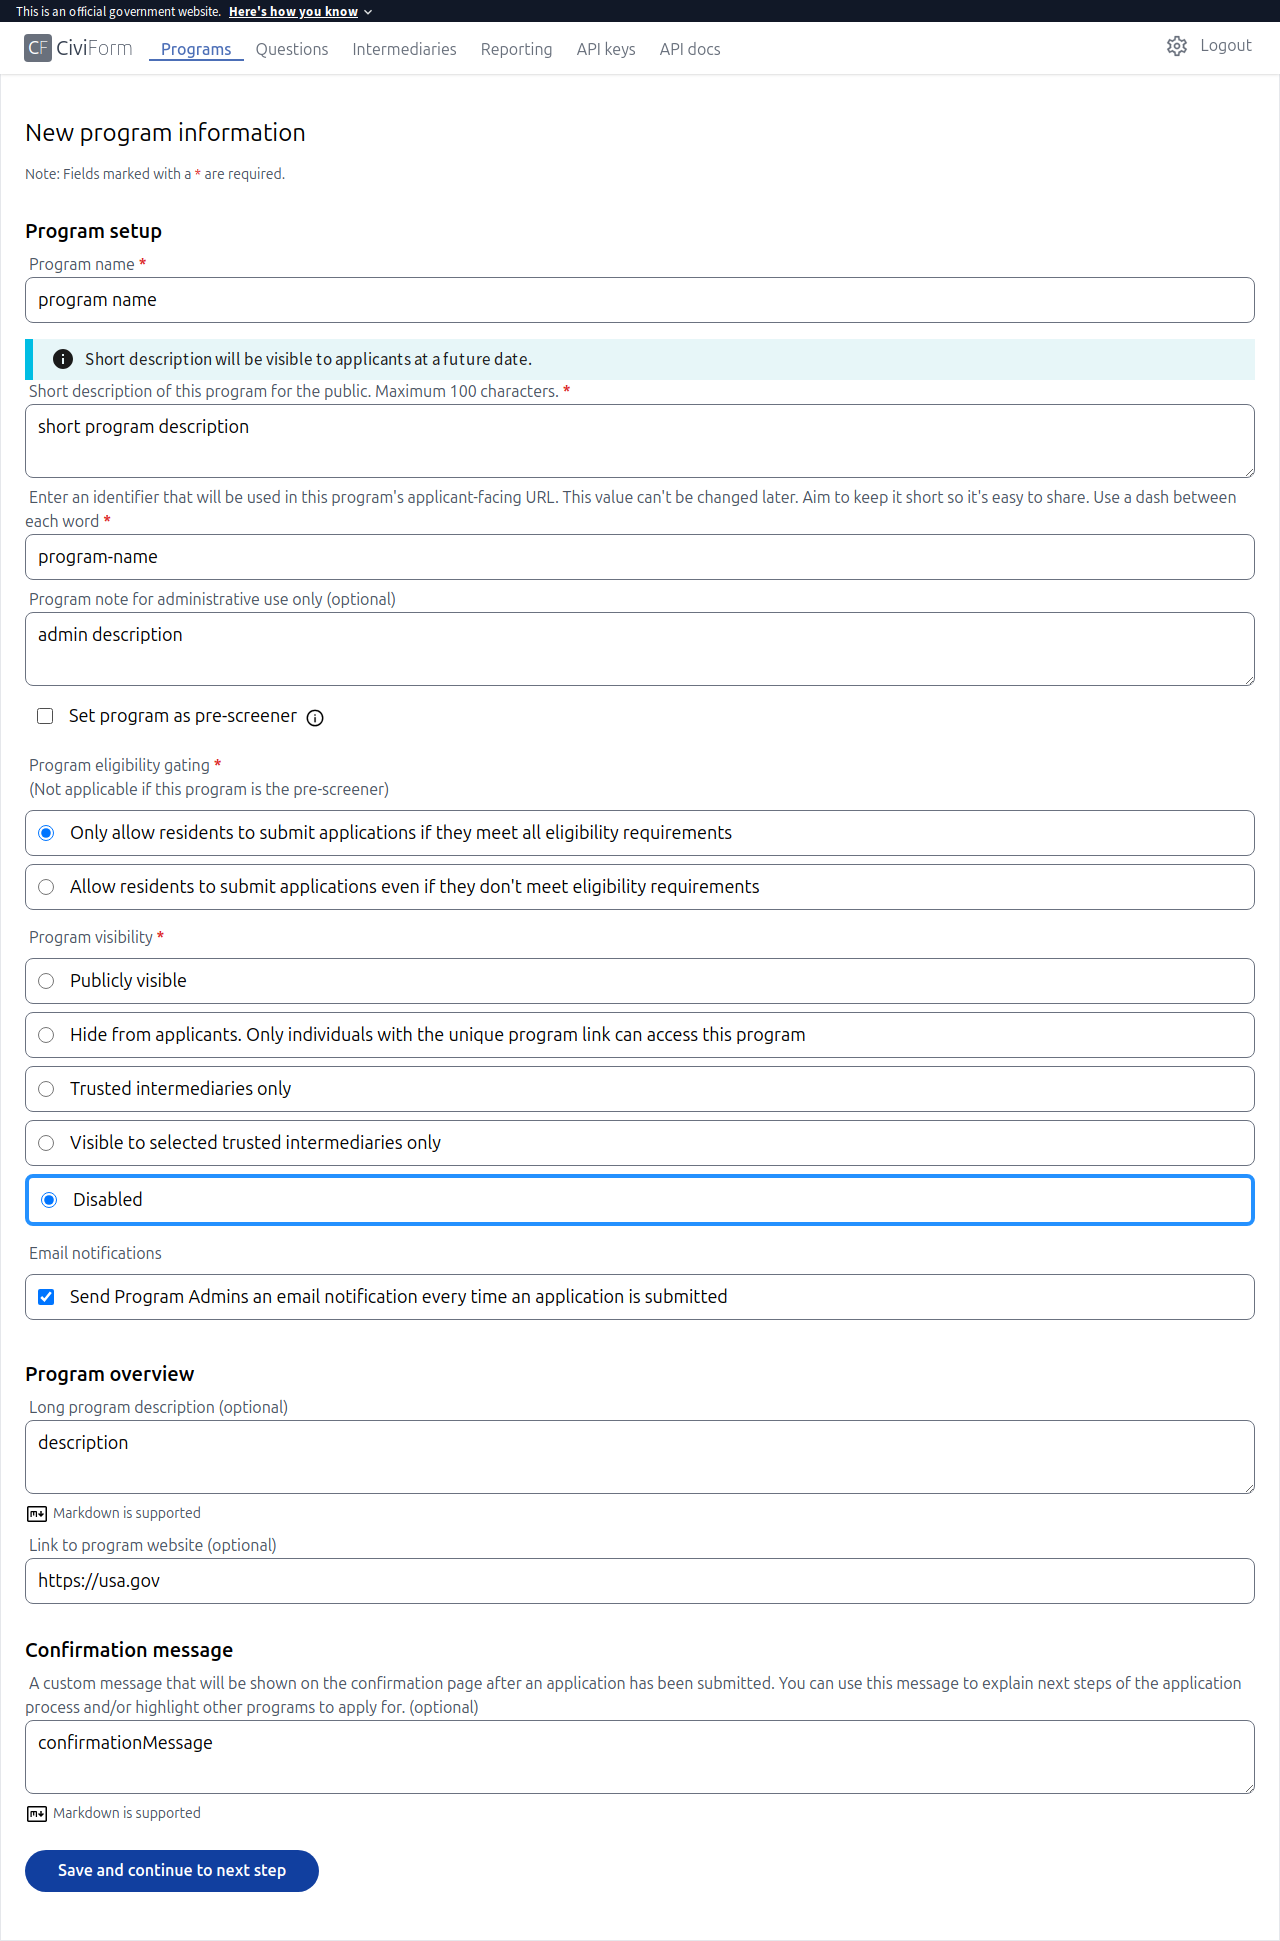 This is an official government website. Here's how you know
CF CiviForm Programs Questions Intermediaries Reporting API keys API docs Logout
New program information
Note: Fields marked with a * are required.
Program setup
Program name *
program name
Short description will be visible to applicants at a future date.
Short description of this program for the public. Maximum 100 characters. *
short program description
Enter an identifier that will be used in this program's applicant-facing URL. This value can't be changed later. Aim to keep it short so it's easy to share. Use a dash between
each word *
program-name
Program note for administrative use only (optional)
admin description
Set program as pre-screener
Program eligibility gating *
(Not applicable if this program is the pre-screener)
Only allow residents to submit applications if they meet all eligibility requirements
Allow residents to submit applications even if they don't meet eligibility requirements
Program visibility *
Publicly visible
Hide from applicants. Only individuals with the unique program link can access this program
Trusted intermediaries only
Visible to selected trusted intermediaries only
Disabled
Email notifications
Send Program Admins an email notification every time an application is submitted
Program overview
Long program description (optional)
description
Markdown is supported
Link to program website (optional)
https://usa.gov
Confirmation message
A custom message that will be shown on the confirmation page after an application has been submitted. You can use this message to explain next steps of the application
process and/or highlight other programs to apply for. (optional)
confirmationMessage
Markdown is supported
Save and continue to next step